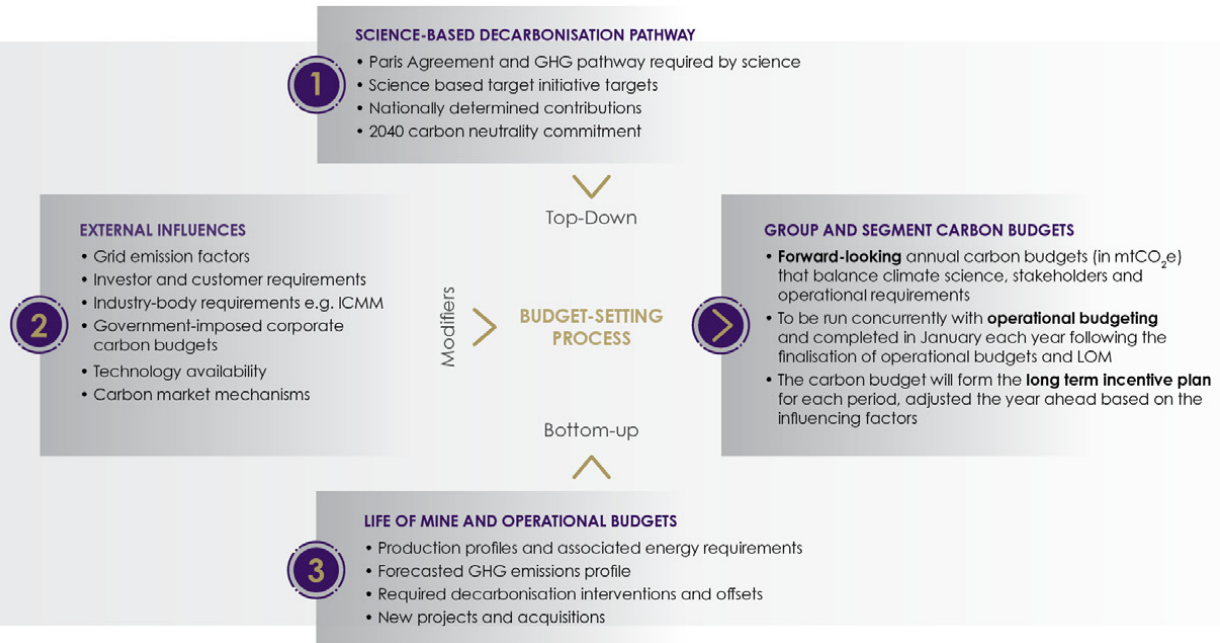 SCIENCE-BASED DECARBONISATION PATHWAY
1
• Paris Agreement and GHG pathway required by science
• Science based target initiative targets
• Nationally determined contributions
• 2040 carbon neutrality commitment
Top-Down
EXTERNAL INFLUENCES
2
• Grid emission factors
• Investor and customer requirements
• Industry-body requirements e.g. ICMM
• Government-imposed corporate
carbon budgets
• Technology availability
• Carbon market mechanisms
Modifiers
BUDGET-SETTING
PROCESS
GROUP AND SEGMENT CARBON BUDGETS
• Forward-looking annual carbon budgets (in mtCO₂e)
that balance climate science, stakeholders and
operational requirements
• To be run concurrently with operational budgeting
and completed in January each year following the
finalisation of operational budgets and LOM
• The carbon budget will form the long term incentive plan
for each period, adjusted the year ahead based on the
influencing factors
Bottom-up
LIFE OF MINE AND OPERATIONAL BUDGETS
3
• Production profiles and associated energy requirements
• Forecasted GHG emissions profile
• Required decarbonisation interventions and offsets
• New projects and acquisitions